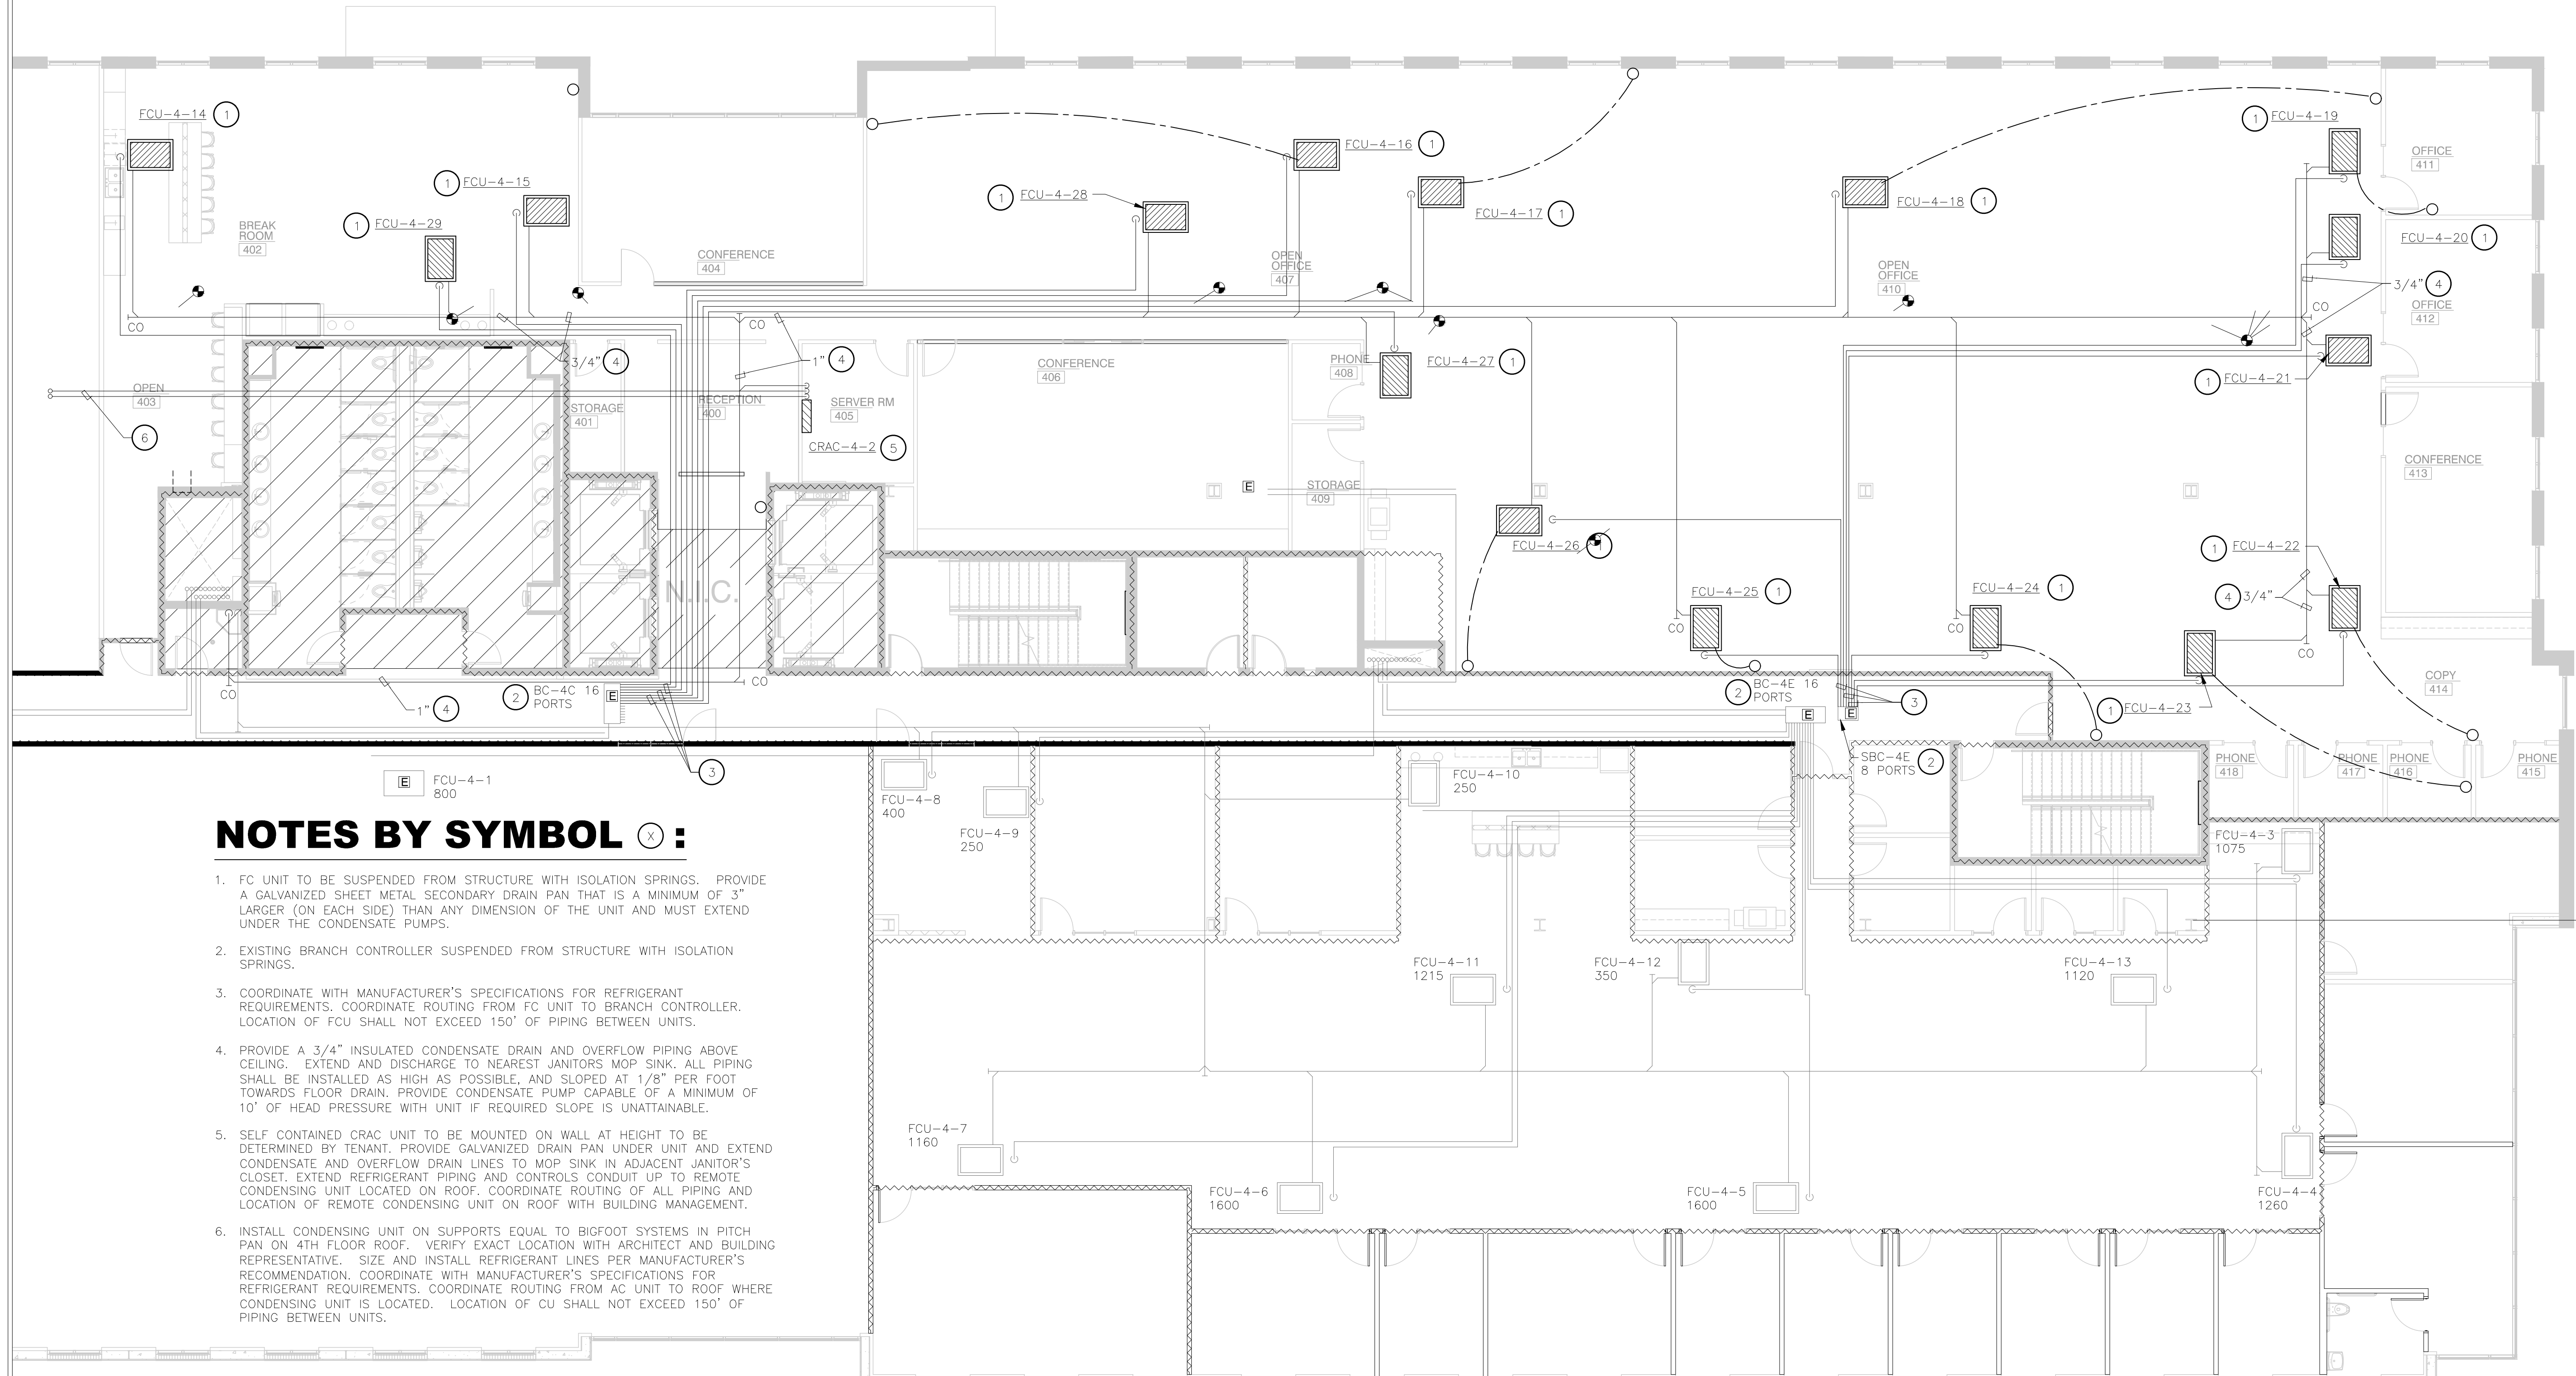 FCU-4-14 1
1 FCU-4-15
1 FCU-4-29
BREAK
ROOM
402
CONFERENCE
404
1 FCU-4-28
FCU-4-16 1
FCU-4-17 1
OPEN
OFFICE
407
FCU-4-18 1
OPEN
OFFICE
410
1 FCU-4-19
OFFICE
411
FCU-4-20 1
3/4" 4
OFFICE
412
1 FCU-4-21
CO
CO
CO
3/4" 4
1" 4
OPEN
403
6
STORAGE
401
RECEPTION
400
SERVER RM
405
CRAC-4-2 5
CONFERENCE
406
PHONE
408
FCU-4-27 1
STORAGE
409
E
CONFERENCE
413
FCU-4-26 1
1 FCU-4-22
4 3/4"
FCU-4-25 1
FCU-4-24 1
N.I.C.
CO
CO
CO
CO
1" 4
2 BC-4C 16
PORTS
E
2 BC-4E 16
PORTS
E
E
3
1 FCU-4-23
COPY
414
3
SBC-4E
8 PORTS 2
PHONE
418
PHONE
417
PHONE
416
PHONE
415
E FCU-4-1
800
FCU-4-8
400
FCU-4-9
250
FCU-4-10
250
FCU-4-3
1075
FCU-4-11
1215
FCU-4-12
350
FCU-4-13
1120
FCU-4-7
1160
FCU-4-6
1600
FCU-4-5
1600
FCU-4-4
1260
NOTES BY SYMBOL X :
1. FC UNIT TO BE SUSPENDED FROM STRUCTURE WITH ISOLATION SPRINGS. PROVIDE
A GALVANIZED SHEET METAL SECONDARY DRAIN PAN THAT IS A MINIMUM OF 3"
LARGER (ON EACH SIDE) THAN ANY DIMENSION OF THE UNIT AND MUST EXTEND
UNDER THE CONDENSATE PUMPS.
2. EXISTING BRANCH CONTROLLER SUSPENDED FROM STRUCTURE WITH ISOLATION
SPRINGS.
3. COORDINATE WITH MANUFACTURER'S SPECIFICATIONS FOR REFRIGERANT
REQUIREMENTS. COORDINATE ROUTING FROM FC UNIT TO BRANCH CONTROLLER.
LOCATION OF FCU SHALL NOT EXCEED 150' OF PIPING BETWEEN UNITS.
4. PROVIDE A 3/4" INSULATED CONDENSATE DRAIN AND OVERFLOW PIPING ABOVE
CEILING. EXTEND AND DISCHARGE TO NEAREST JANITORS MOP SINK. ALL PIPING
SHALL BE INSTALLED AS HIGH AS POSSIBLE, AND SLOPED AT 1/8" PER FOOT
TOWARDS FLOOR DRAIN. PROVIDE CONDENSATE PUMP CAPABLE OF A MINIMUM OF
10' OF HEAD PRESSURE WITH UNIT IF REQUIRED SLOPE IS UNATTAINABLE.
5. SELF CONTAINED CRAC UNIT TO BE MOUNTED ON WALL AT HEIGHT TO BE
DETERMINED BY TENANT. PROVIDE GALVANIZED DRAIN PAN UNDER UNIT AND EXTEND
CONDENSATE AND OVERFLOW DRAIN LINES TO MOP SINK IN ADJACENT JANITOR'S
CLOSET. EXTEND REFRIGERANT PIPING AND CONTROLS CONDUIT UP TO REMOTE
CONDENSING UNIT LOCATED ON ROOF. COORDINATE ROUTING OF ALL PIPING AND
LOCATION OF REMOTE CONDENSING UNIT ON ROOF WITH BUILDING MANAGEMENT.
6. INSTALL CONDENSING UNIT ON SUPPORTS EQUAL TO BIGFOOT SYSTEMS IN PITCH
PAN ON 4TH FLOOR ROOF. VERIFY EXACT LOCATION WITH ARCHITECT AND BUILDING
REPRESENTATIVE. SIZE AND INSTALL REFRIGERANT LINES PER MANUFACTURER'S
RECOMMENDATION. COORDINATE WITH MANUFACTURER'S SPECIFICATIONS FOR
REFRIGERANT REQUIREMENTS. COORDINATE ROUTING FROM AC UNIT TO ROOF WHERE
CONDENSING UNIT IS LOCATED. LOCATION OF CU SHALL NOT EXCEED 150' OF
PIPING BETWEEN UNITS.